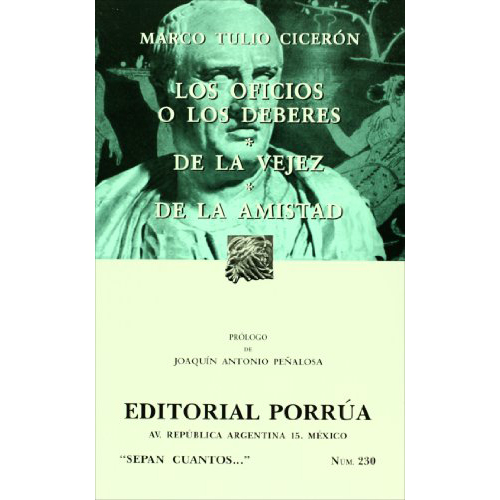 MARCO TULIO CICERÓN
LOS OFICIOS
O LOS DEBERES
*
DE LA VEJEZ
*
DE LA AMISTAD
PRÓLOGO
DE
JOAQUÍN ANTONIO PEÑALOSA
EDITORIAL PORRÚA
AV. REPÚBLICA ARGENTINA 15. MÉXICO
"SEPAN CUANTOS..." NÚM. 230